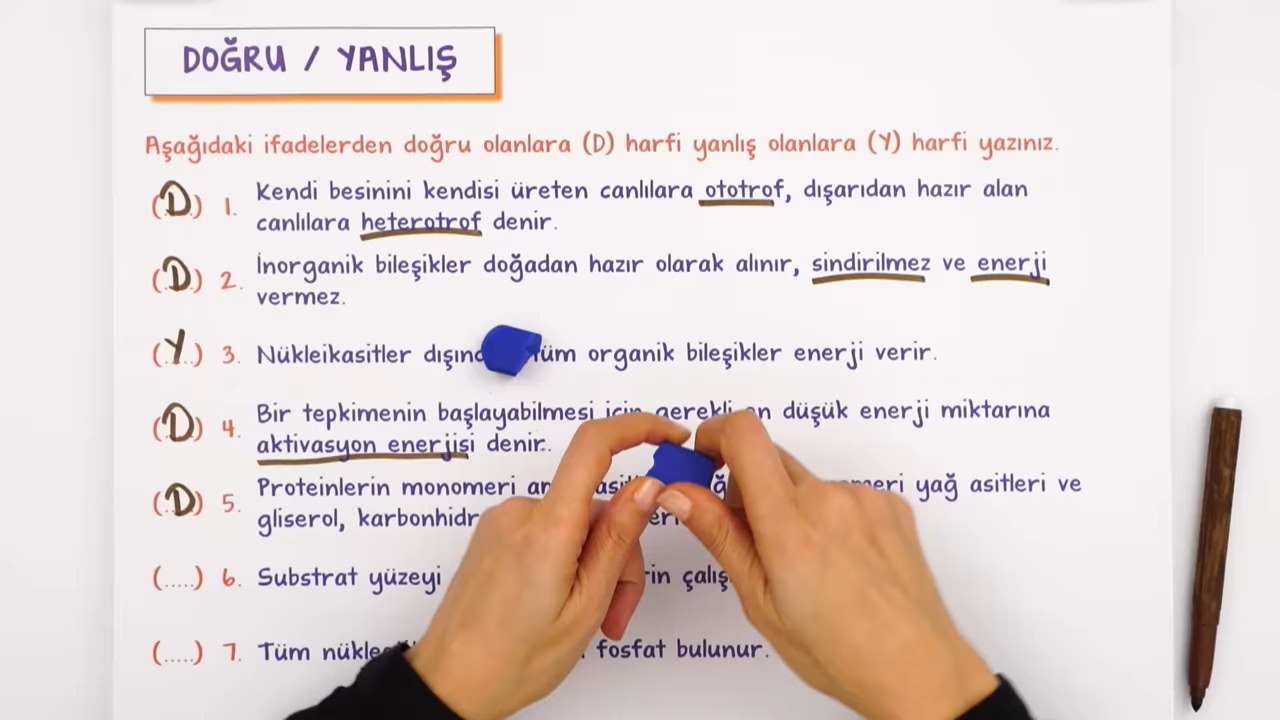 DOĞRU / YANLIŞ
Aşağıdaki ifadelerden doğru olanlara (D) harfi yanlış olanlara (Y) harfi yazınız.
(D) 1. Kendi besinini kendisi üreten canlılara ototrof, dışarıdan hazır alan
canlılara heterotrof denir.
(D) 2. İnorganik bileşikler doğadan hazır olarak alınır, sindirilmez ve enerji
vermez.
(Y) 3. Nükleikasitler tüm organik bileşikler enerji verir.
(D) 4. Bir tepkimenin başlayabilmesi için gerekli en düşük enerji miktarına
aktivasyon enerjisi denir.
(D) 5. Proteinlerin monomeri yağ asitleri ve
gliserol,
(.....) 6. Substrat yüzeyi
(.....) 7. Tüm fosfat bulunur.